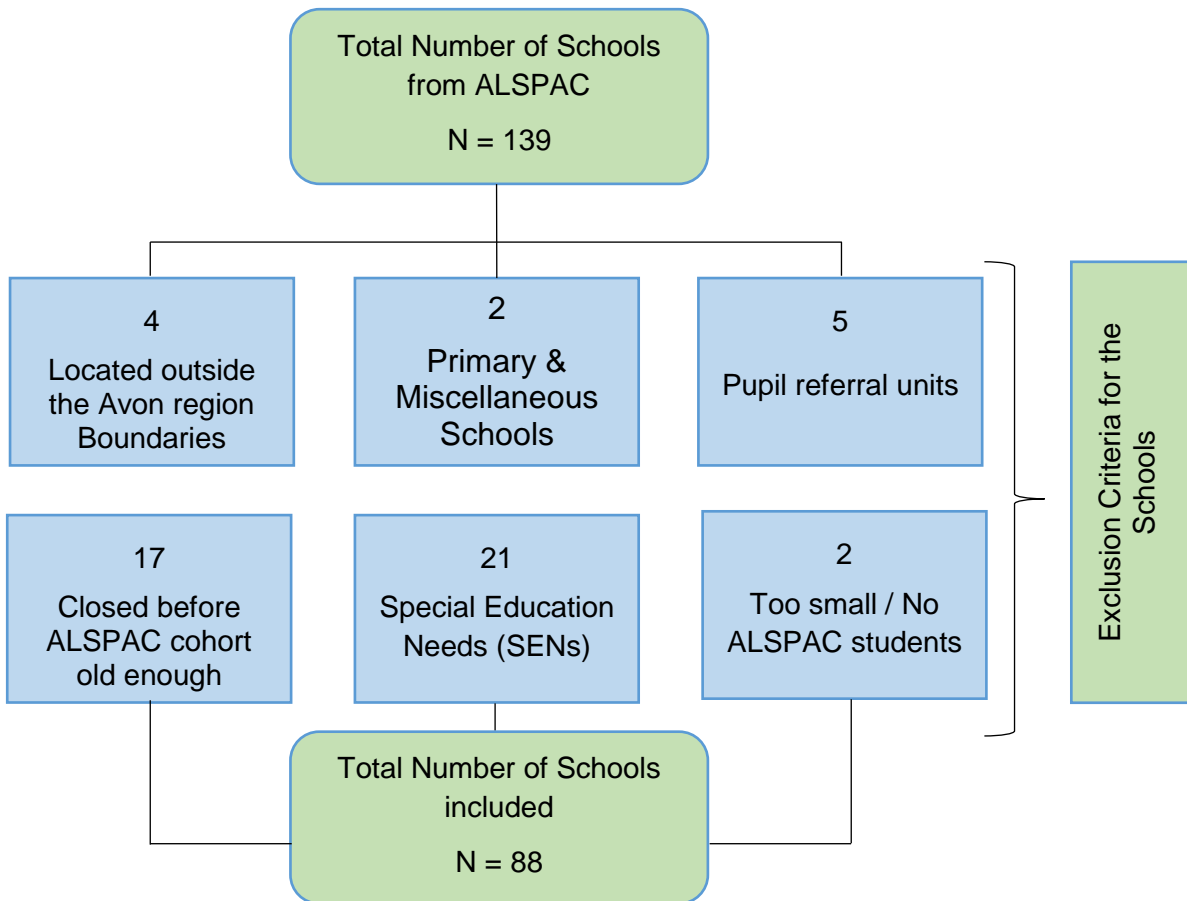 Total Number of Schools
from ALSPAC
N = 139
4
Located outside
the Avon region
Boundaries
2
Primary &
Miscellaneous
Schools
5
Pupil referral units
17
Closed before
ALSPAC cohort
old enough
21
Special Education
Needs (SENs)
2
Too small / No
ALSPAC students
Exclusion Criteria for the
Schools
Total Number of Schools
included
N = 88